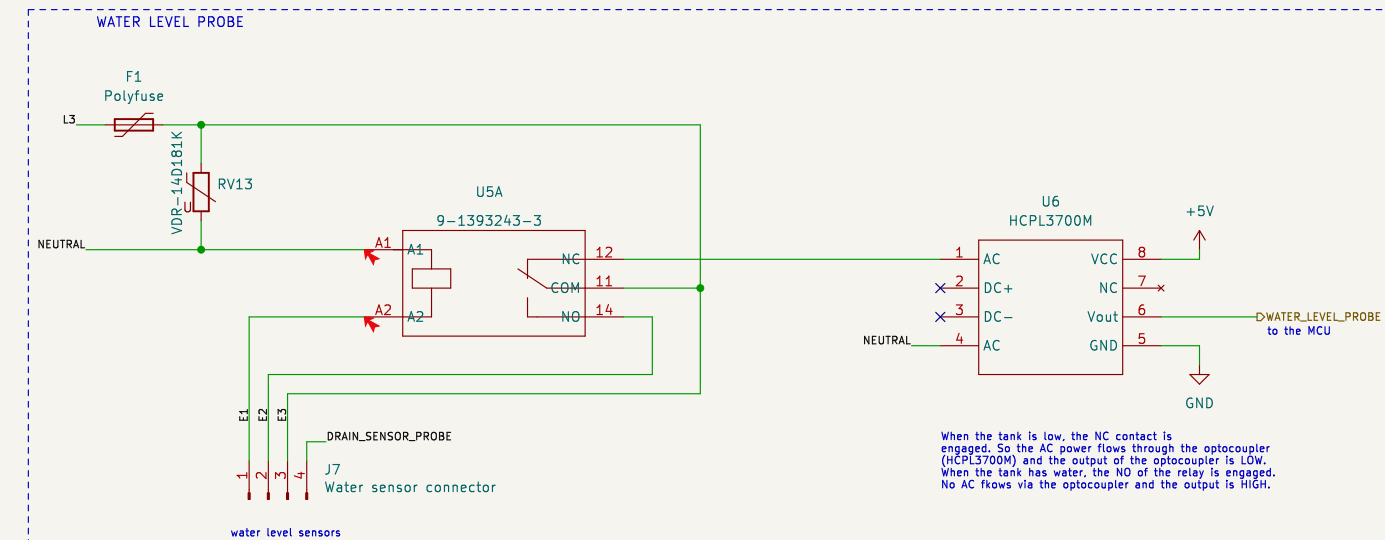 WATER LEVEL PROBE
F1
Polyfuse
L3
VDR-14D181K
RV13
U
NEUTRAL
U5A
9-1393243-3
A1
A1
NC
12
COM
11
A2
A2
NO
14
U6
HCPL3700M
+5V
1
AC
VCC
8
2
DC+
NC
7
3
DC-
Vout
6
WATER_LEVEL_PROBE
to the MCU
NEUTRAL
4
AC
GND
5
GND
E1
E2
E3
DRAIN_SENSOR_PROBE
1
2
3
4
J7
Water sensor connector
water level sensors
When the tank is low, the NC contact is
engaged. So the AC power flows through the optocoupler
(HCPL3700M) and the output of the optocoupler is LOW.
When the tank has water, the NO of the relay is engaged.
No AC fkows via the optocoupler and the output is HIGH.